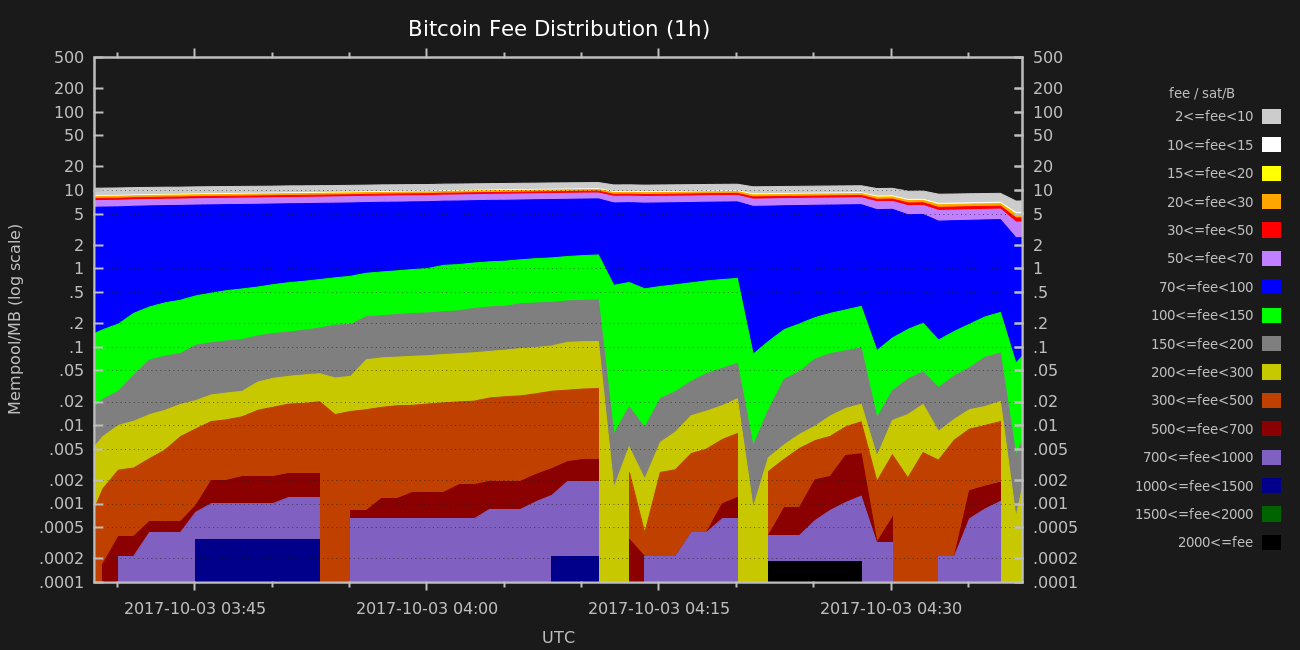 Bitcoin Fee Distribution (1h)
500
200
100
50
20
10
5
2
1
.5
.2
.1
.05
.02
.01
.005
.002
.001
.0005
.0002
.0001
Mempool/MB (log scale)
500
200
100
50
20
10
5
2
1
.5
.2
.1
.05
.02
.01
.005
.002
.001
.0005
.0002
.0001
2017-10-03 03:45
2017-10-03 04:00
2017-10-03 04:15
2017-10-03 04:30
UTC
fee / sat/B
2<=fee<10
10<=fee<15
15<=fee<20
20<=fee<30
30<=fee<50
50<=fee<70
70<=fee<100
100<=fee<150
150<=fee<200
200<=fee<300
300<=fee<500
500<=fee<700
700<=fee<1000
1000<=fee<1500
1500<=fee<2000
2000<=fee